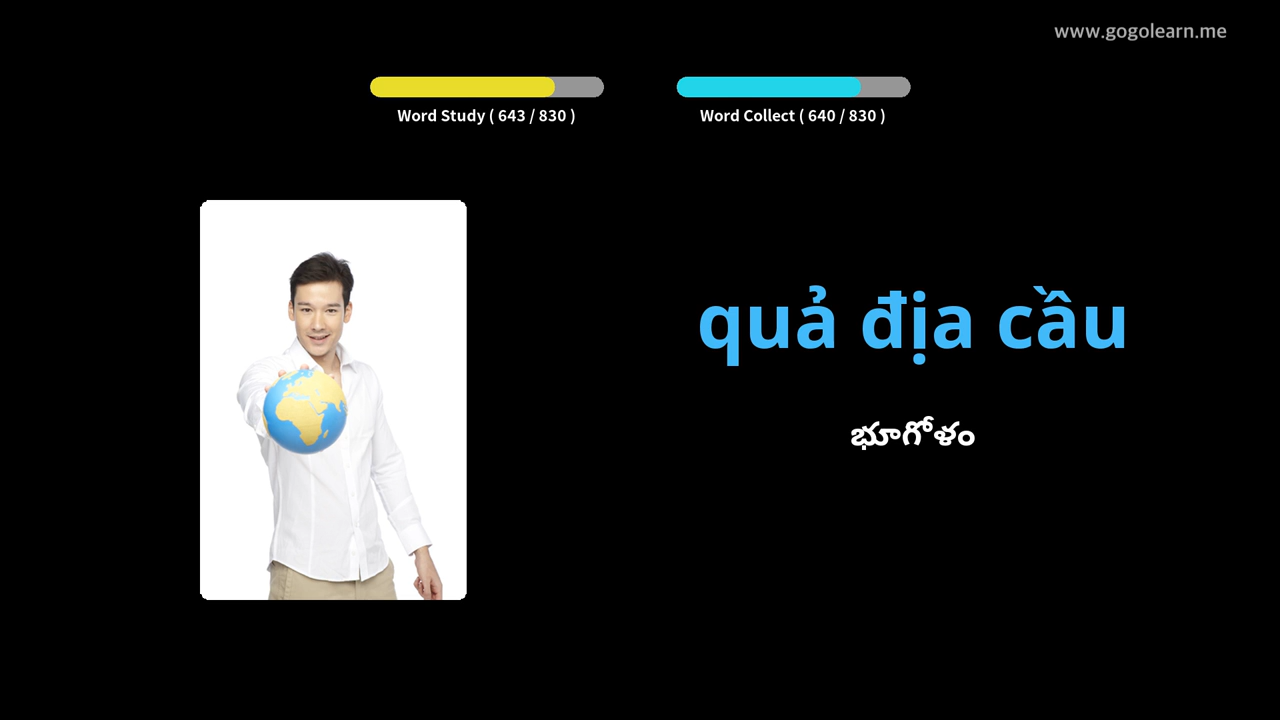 www.gogolearn.me
Word Study ( 643 / 830 )
Word Collect ( 640 / 830 )
quả địa cầu
భూగోళం